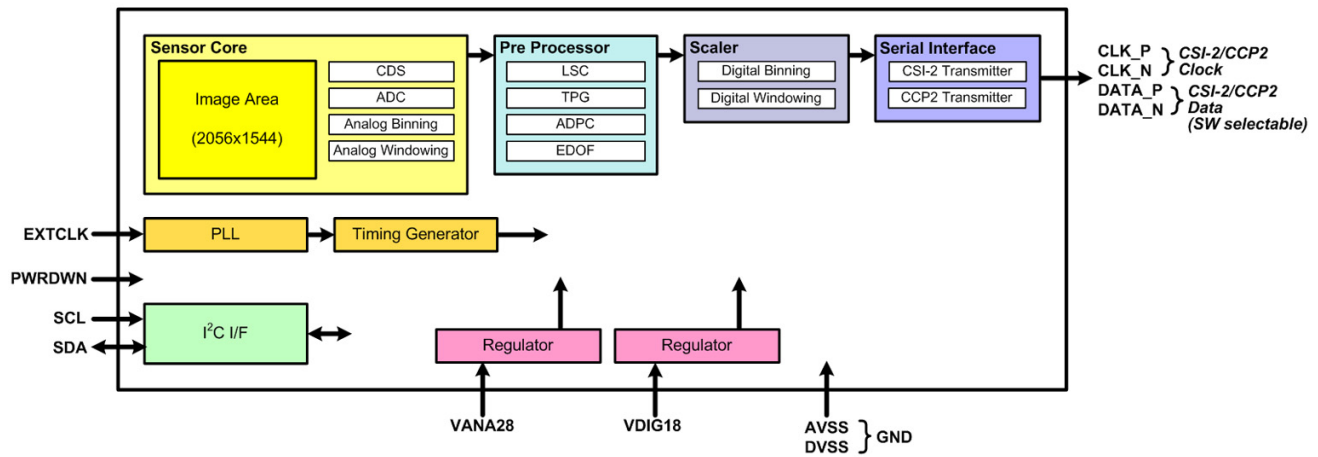 Sensor Core
Image Area
(2056x1544)
CDS
ADC
Analog Binning
Analog Windowing
Pre Processor
LSC
TPG
ADPC
EDOF
Scaler
Digital Binning
Digital Windowing
Serial Interface
CSI-2 Transmitter
CCP2 Transmitter
CLK_P
CLK_N
CSI-2/CCP2
Clock
DATA_P
DATA_N
CSI-2/CCP2
Data
(SW selectable)
EXTCLK
PLL
Timing Generator
PWRDWN
SCL
SDA
I²C I/F
Regulator
Regulator
VANA28
VDIG18
AVSS
DVSS
GND